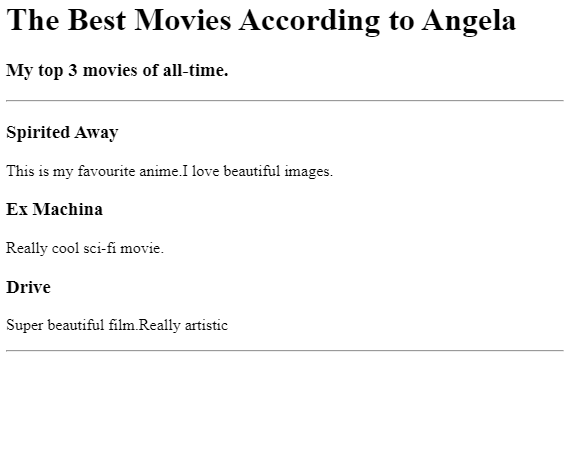 The Best Movies According to Angela
My top 3 movies of all-time.
Spirited Away
This is my favourite anime.I love beautiful images.
Ex Machina
Really cool sci-fi movie.
Drive
Super beautiful film.Really artistic